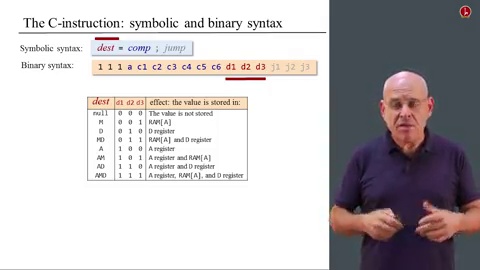 The C-instruction: symbolic and binary syntax
Symbolic syntax: dest = comp ; jump
Binary syntax: 1 1 1 a c1 c2 c3 c4 c5 c6 d1 d2 d3 j1 j2 j3
dest d1 d2 d3 effect: the value is stored in:
null 0 0 0 The value is not stored
M 0 0 1 RAM[A]
D 0 1 0 D register
MD 0 1 1 RAM[A] and D register
A 1 0 0 A register
AM 1 0 1 A register and RAM[A]
AD 1 1 0 A register and D register
AMD 1 1 1 A register, RAM[A], and D register